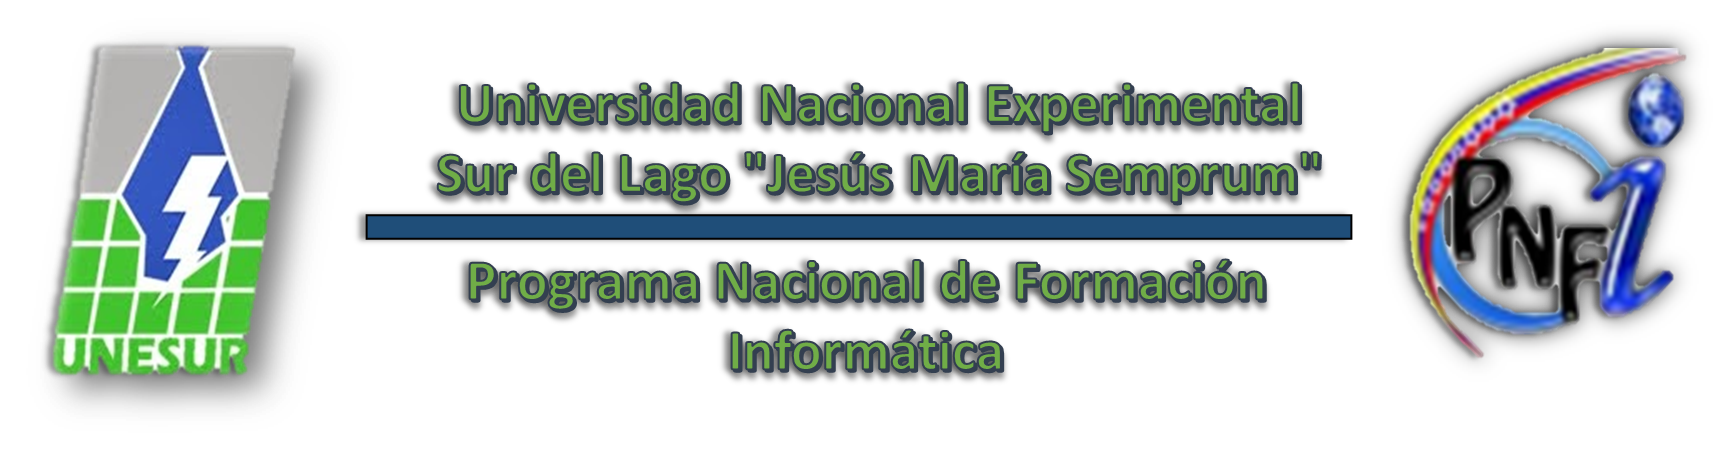 UNESUR
Universidad Nacional Experimental
Sur del Lago "Jesús María Semprum"
Programa Nacional de Formación
Informática
PNFi